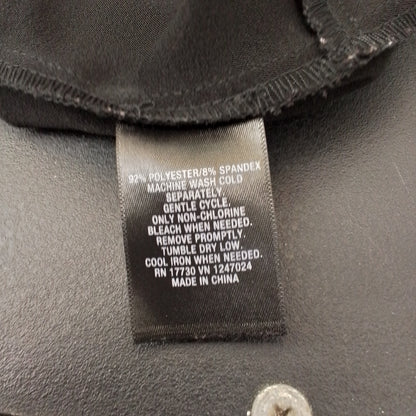 92% POLYESTER/8% SPANDEX
MACHINE WASH COLD
SEPARATELY.
GENTLE CYCLE.
ONLY NON-CHLORINE
BLEACH WHEN NEEDED.
REMOVE PROMPTLY.
TUMBLE DRY LOW.
COOL IRON WHEN NEEDED.
RN 17730 VN 1247024
MADE IN CHINA